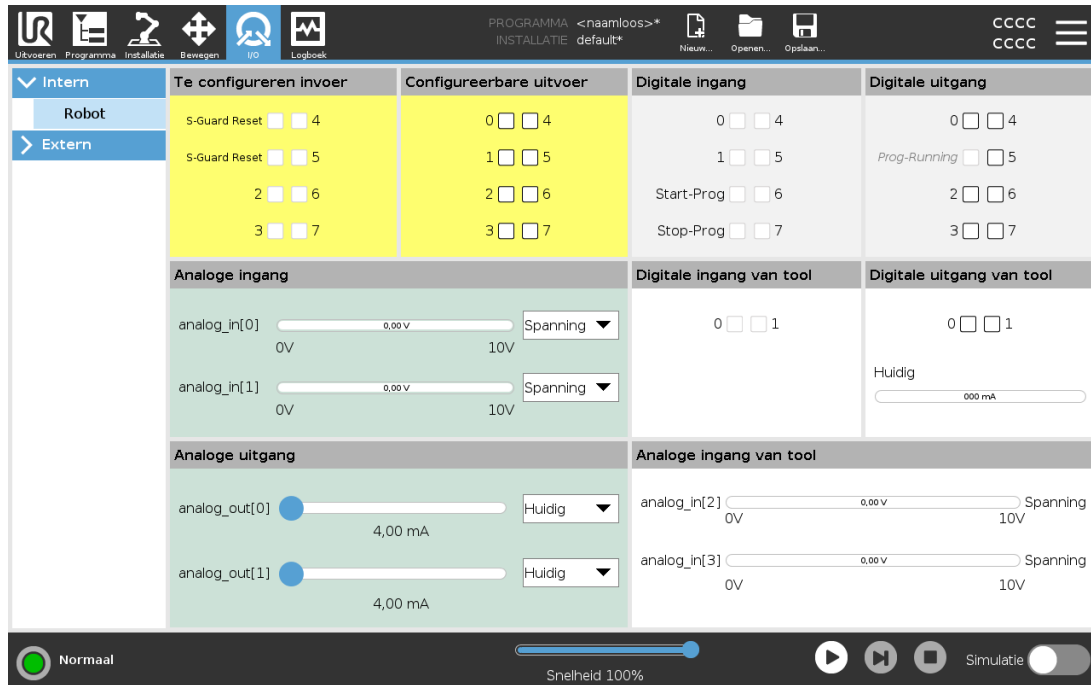 PROGRAMMA <naamloos>*
INSTALLATIE default*
CCCC
CCCC
Uitvoeren Programma Installatie Bewegen I/O Logboek Nieuw... Openen... Opslaan...
Intern
Robot
Extern
Te configureren invoer
S-Guard Reset 4
S-Guard Reset 5
2 6
3 7
Configureerbare uitvoer
0 4
1 5
2 6
3 7
Digitale ingang
0 4
1 5
Start-Prog 6
Stop-Prog 7
Digitale uitgang
0 4
Prog-Running 5
2 6
3 7
Analoge ingang
analog_in[0] 0,00 V Spanning
0V 10V
analog_in[1] 0,00 V Spanning
0V 10V
Digitale ingang van tool
0 1
Digitale uitgang van tool
0 1
Huidig
000 mA
Analoge uitgang
analog_out[0] Huidig
4,00 mA
analog_out[1] Huidig
4,00 mA
Analoge ingang van tool
analog_in[2] 0,00 V Spanning
0V 10V
analog_in[3] 0,00 V Spanning
0V 10V
Normaal
Snelheid 100%
Simulatie